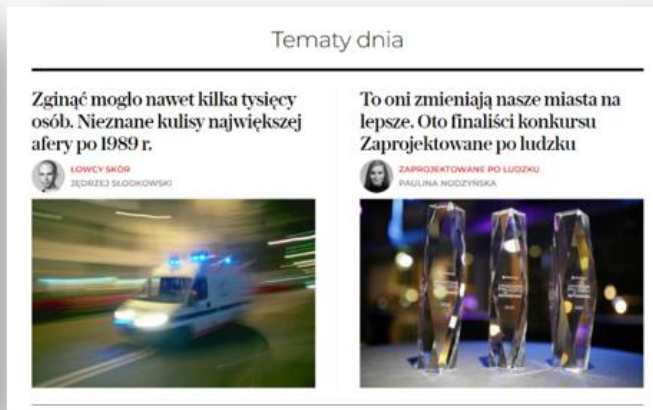 Tematy dnia
Zginąć mogło nawet kilka tysięcy
osób. Nieznane kulisy największej
afery po 1989 r.
ŁOWCY SKÓR
JĘDRZEJ SŁODKOWSKI
To oni zmieniają nasze miasta na
lepsze. Oto finaliści konkursu
Zaprojektowane po ludzku
ZAPROJEKTOWANE PO LUDZKU
PAULINA NODZYŃSKA